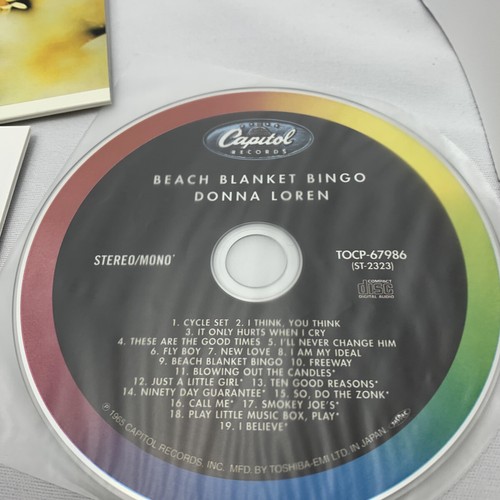 Capitol
RECORDS
BEACH BLANKET BINGO
DONNA LOREN
STEREO/MONO*
TOCP-67986
(ST-2323)
COMPACT
disc
DIGITAL AUDIO
1. CYCLE SET 2. I THINK, YOU THINK
3. IT ONLY HURTS WHEN I CRY
4. THESE ARE THE GOOD TIMES 5. I'LL NEVER CHANGE HIM
6. FLY BOY 7. NEW LOVE 8. I AM MY IDEAL
9. BEACH BLANKET BINGO 10. FREEWAY
11. BLOWING OUT THE CANDLES*
12. JUST A LITTLE GIRL* 13. TEN GOOD REASONS*
14. NINETY DAY GUARANTEE* 15. SO, DO THE ZONK*
16. CALL ME* 17. SMOKEY JOE'S*
18. PLAY LITTLE MUSIC BOX, PLAY*
19. I BELIEVE*
℗ 1965 CAPITOL RECORDS, INC. MFD. BY TOSHIBA-EMI LTD. IN JAPAN